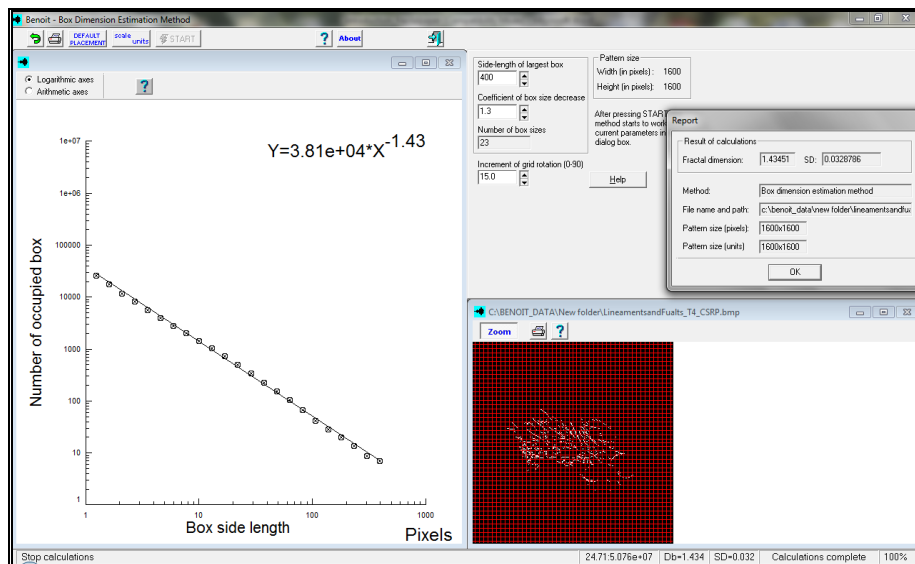 Benoit - Box Dimension Estimation Method
DEFAULT PLACEMENT
scale units
START
?
About
Logarithmic axes
Arithmetic axes
?
Y=3.81e+04*X^-1.43
1e+07
1e+06
100000
10000
1000
100
10
1
1
10
100
1000
Number of occupied box
Box side length
Pixels
Side-length of largest box
400
Coefficient of box size decrease
1.3
Number of box sizes
23
Increment of grid rotation (0-90)
15.0
Pattern size
Width (in pixels) : 1600
Height (in pixels): 1600
After pressing START
method starts to work
current parameters in
dialog box.
Help
Report
Result of calculations
Fractal dimension: 1.43451 SD: 0.0328786
Method: Box dimension estimation method
File name and path: c:\benoit_data\new folder\lineamentsandfua
Pattern size (pixels): 1600x1600
Pattern size (units) 1600x1600
OK
C:\BENOIT_DATA\New folder\LineamentsandFualts_T4_CSRP.bmp
Zoom
?
Stop calculations
24.71:5.076e+07 Db=1.434 SD=0.032 Calculations complete 100%